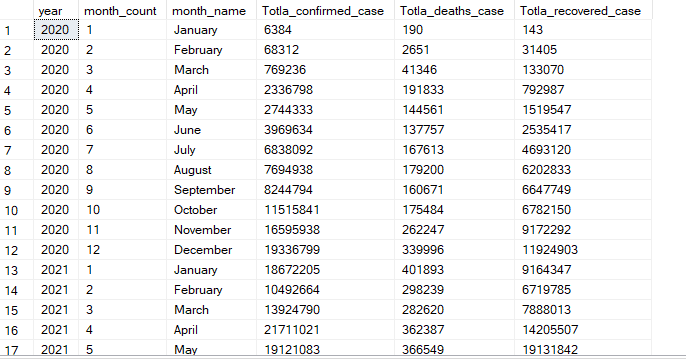 year month_count month_name Totla_confirmed_case Totla_deaths_case Totla_recovered_case
1 2020 1 January 6384 190 143
2 2020 2 February 68312 2651 31405
3 2020 3 March 769236 41346 133070
4 2020 4 April 2336798 191833 792987
5 2020 5 May 2744333 144561 1519547
6 2020 6 June 3969634 137757 2535417
7 2020 7 July 6838092 167613 4693120
8 2020 8 August 7694938 179200 6202833
9 2020 9 September 8244794 160671 6647749
10 2020 10 October 11515841 175484 6782150
11 2020 11 November 16595938 262247 9172292
12 2020 12 December 19336799 339996 11924903
13 2021 1 January 18672205 401893 9164347
14 2021 2 February 10492664 298239 6719785
15 2021 3 March 13924790 282620 7888013
16 2021 4 April 21711021 362387 14205507
17 2021 5 May 19121083 366549 19131842